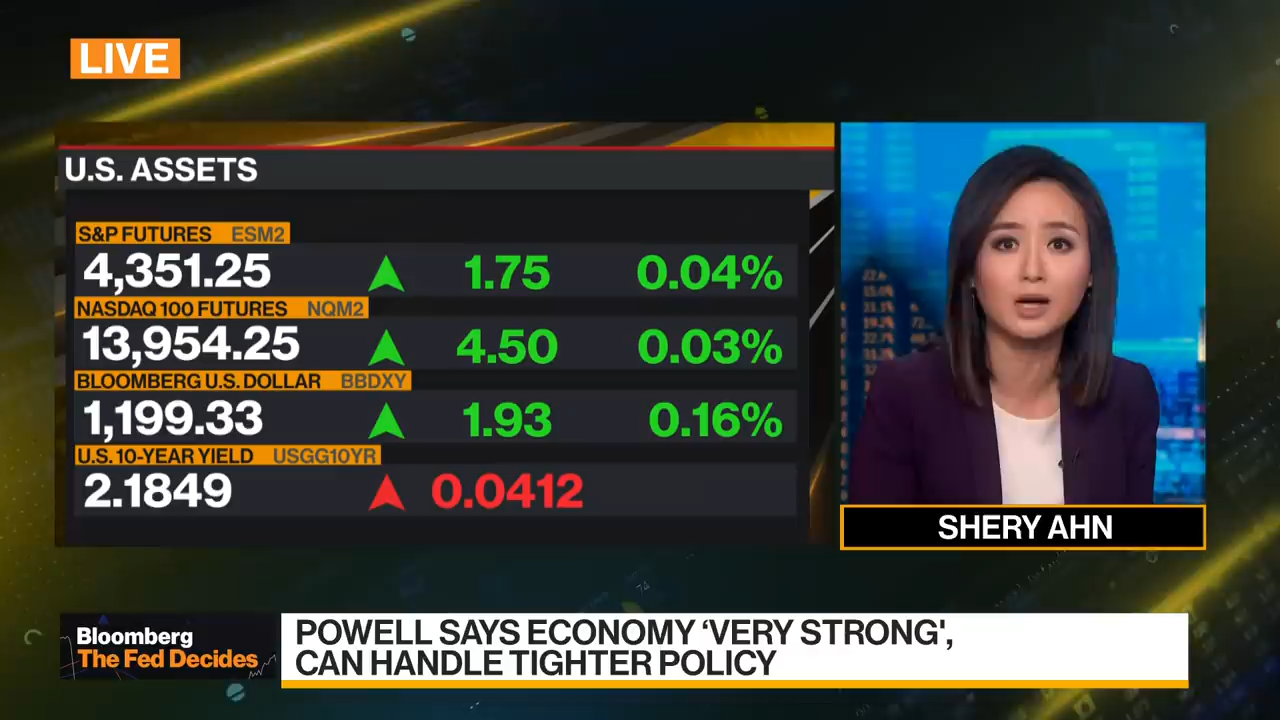 LIVE
U.S. ASSETS
S&P FUTURES ESM2
4,351.25 1.75 0.04%
NASDAQ 100 FUTURES NQM2
13,954.25 4.50 0.03%
BLOOMBERG U.S. DOLLAR BBDXY
1,199.33 1.93 0.16%
U.S. 10-YEAR YIELD USGG10YR
2.1849 0.0412
SHERY AHN
Bloomberg
The Fed Decides
POWELL SAYS ECONOMY ‘VERY STRONG',
CAN HANDLE TIGHTER POLICY